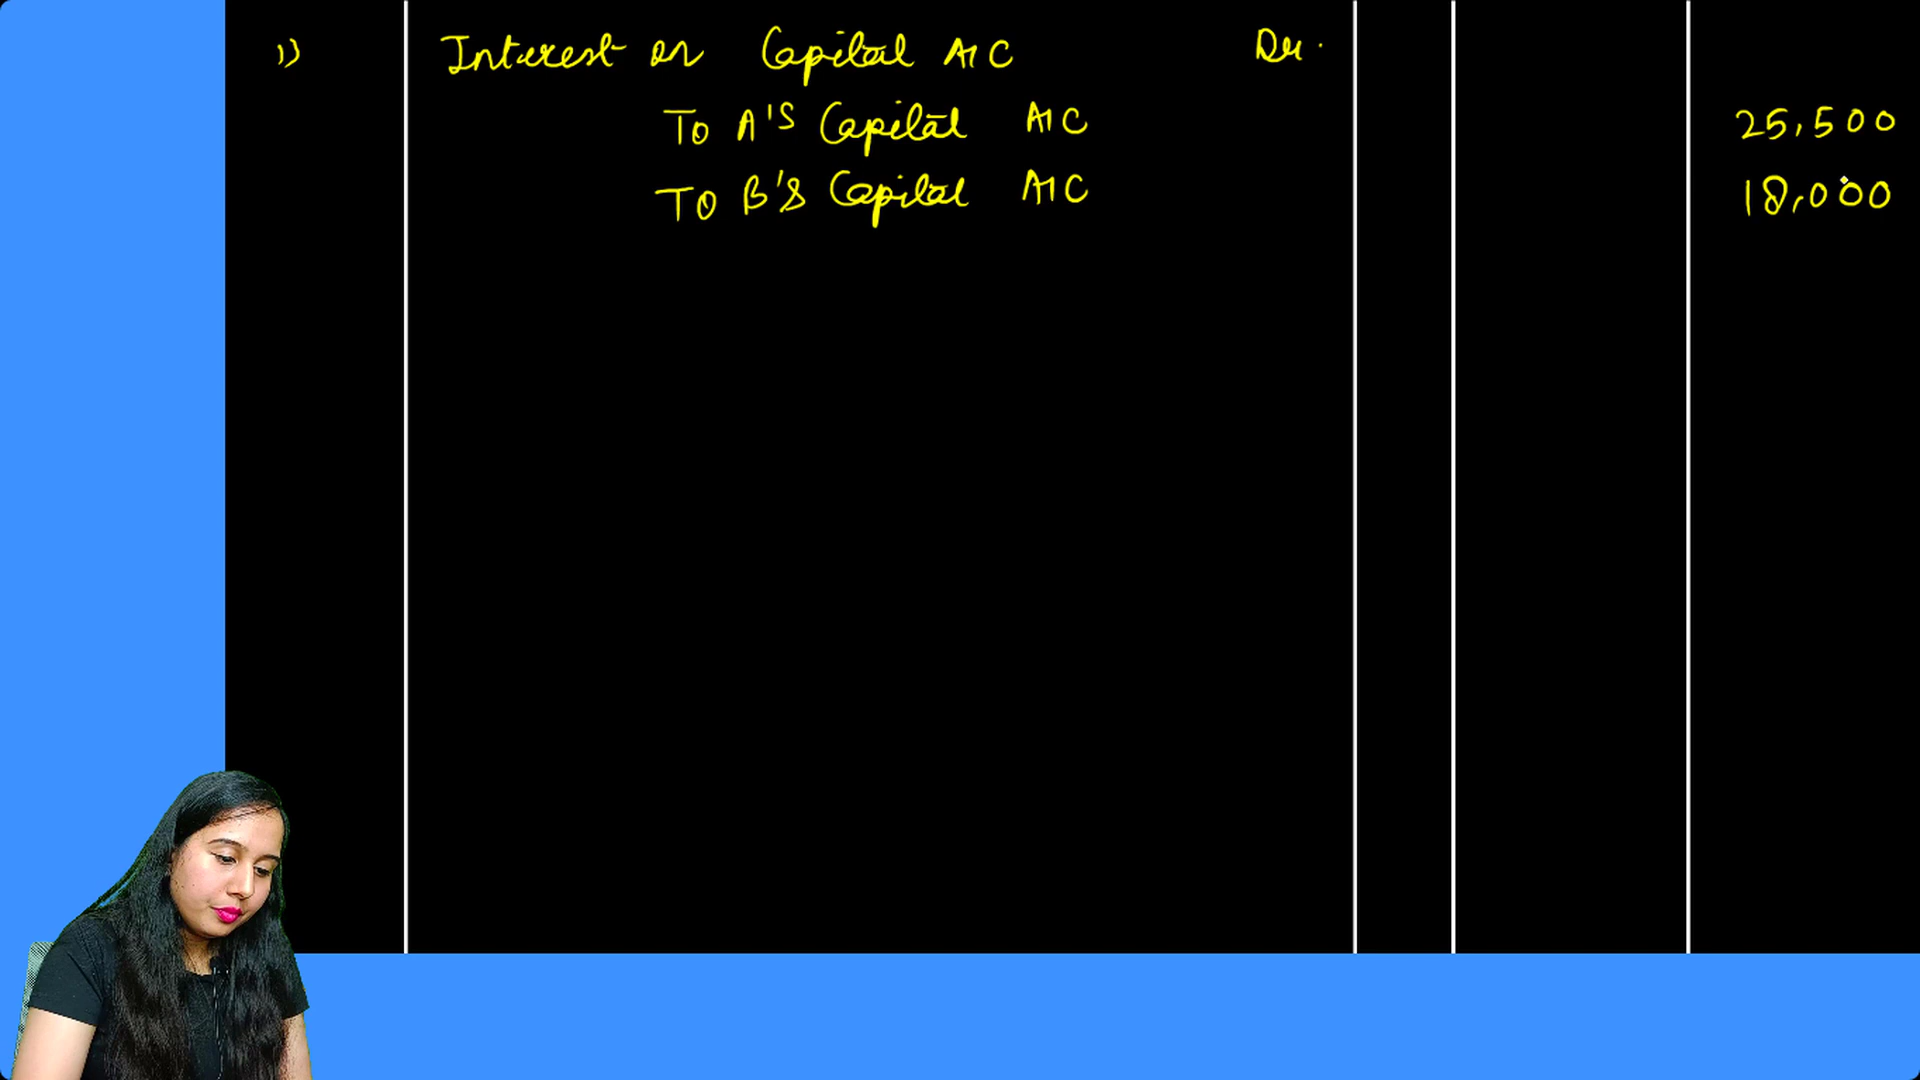 1) Interest on Capital A/C Dr.
To A's Capital A/C 25,500
To B's Capital A/C 18,000